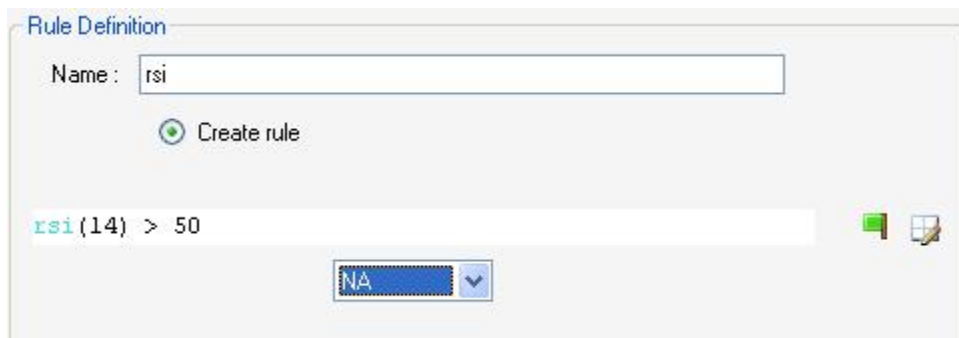 Rule Definition
Name : rsi
Create rule
rsi(14) > 50
NA